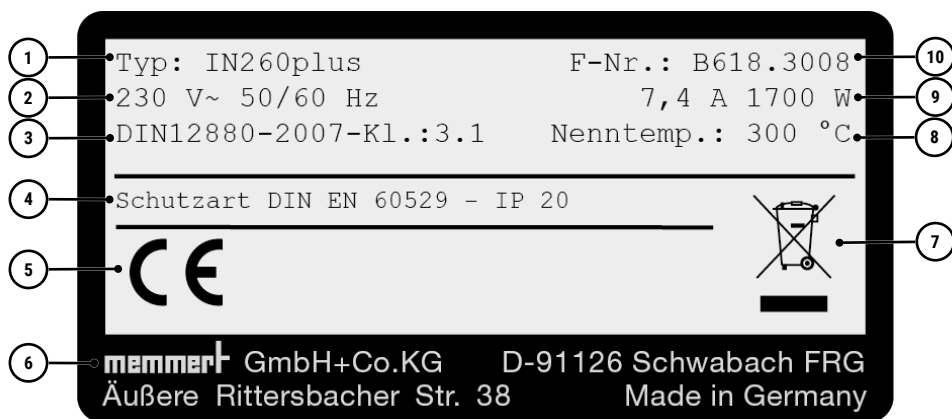 1 Typ: IN260plus F-Nr.: B618.3008 10
2 230 V~ 50/60 Hz 7,4 A 1700 W 9
3 DIN12880-2007-Kl.:3.1 Nenntemp.: 300 °C 8
4 Schutzart DIN EN 60529 - IP 20
5 CE 7
6 memmert GmbH+Co.KG D-91126 Schwabach FRG
Äußere Rittersbacher Str. 38 Made in Germany